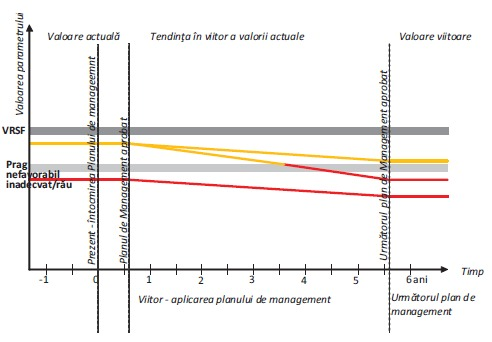 Valoarea parametrului
Valoare actuală
Tendința în viitor a valorii actuale
Valoare viitoare
VRSF
Prag
nefavorabil
inadecvat/rău
Prezent - întocmirea Planului de manageemnt
Planul de Management aprobat
Următorul plan de Management aprobat
-1
0
1
2
3
4
5
6 ani
Timp
Viitor - aplicarea planului de management
Următorul plan de
management